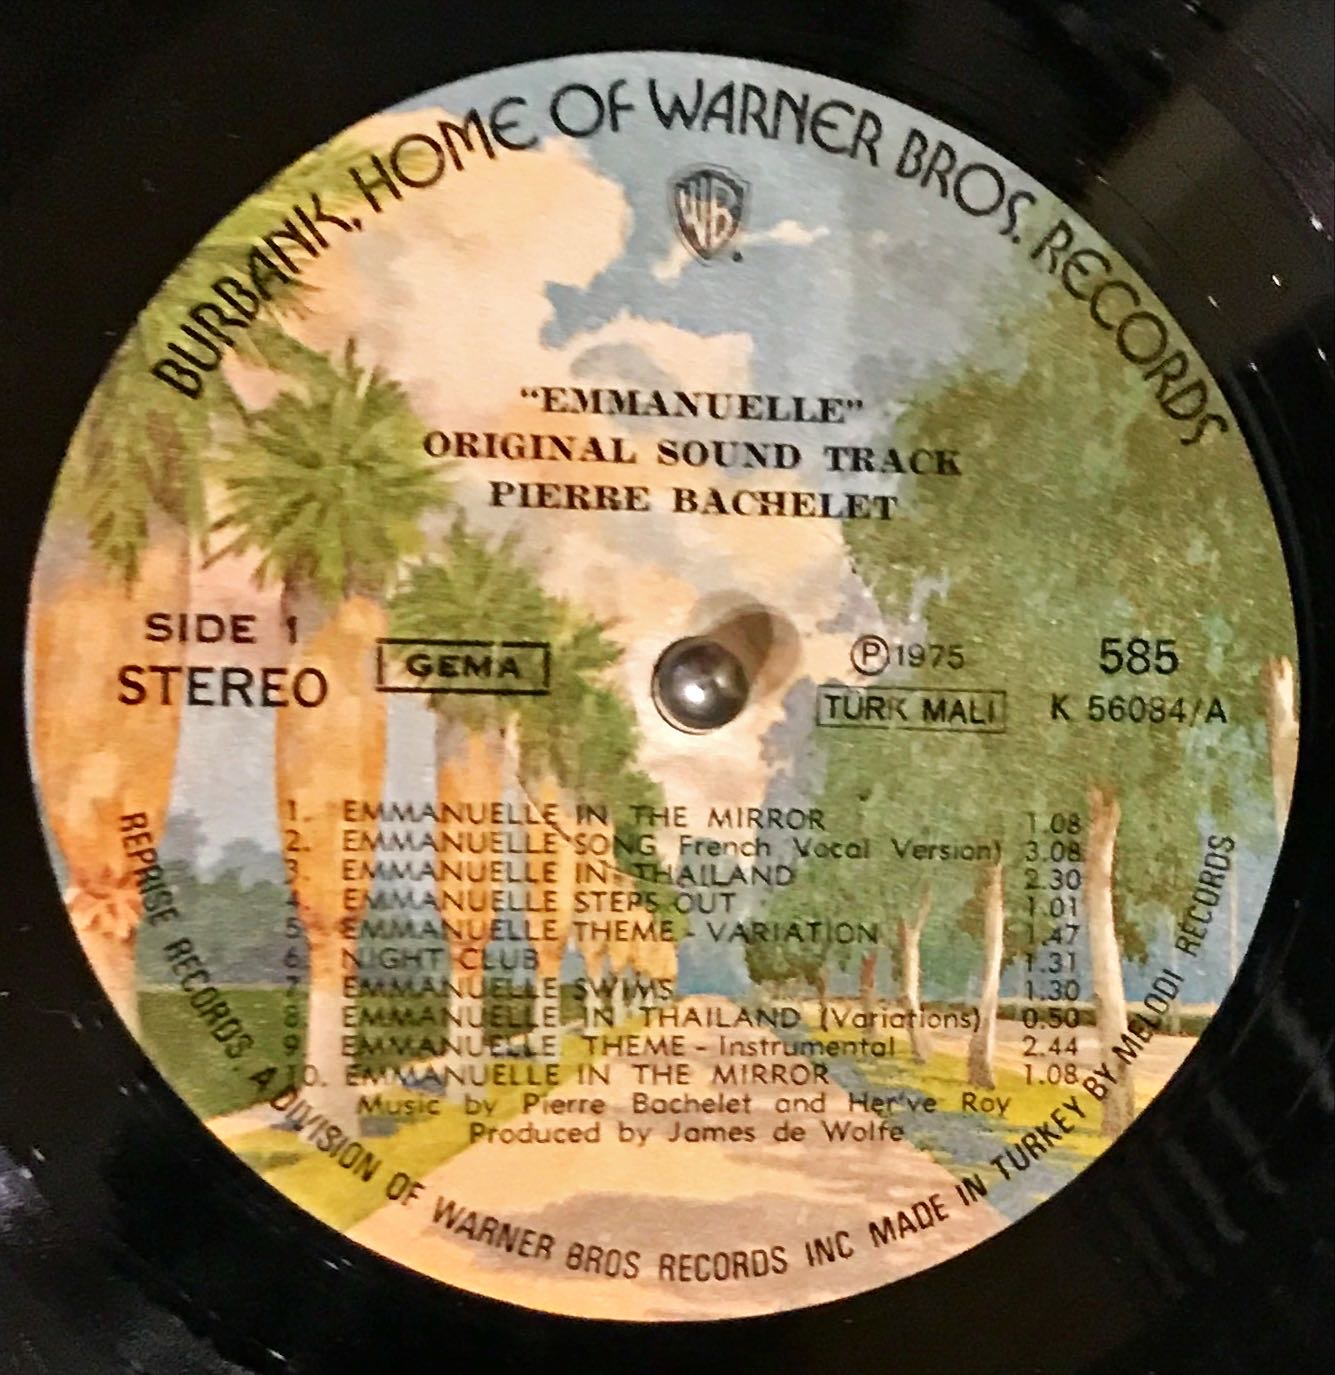 BURBANK, HOME OF WARNER BROS. RECORDS
WB
"EMMANUELLE"
ORIGINAL SOUND TRACK
PIERRE BACHELET
SIDE 1
STEREO
GEMA
Ⓟ1975
TÜRK MALI
585
K 56084/A
1. EMMANUELLE IN THE MIRROR 1.08
2. EMMANUELLE SONG French Vocal Version) 3.08
3. EMMANUELLE IN THAILAND 2.30
4. EMMANUELLE STEPS OUT 1.01
5. EMMANUELLE THEME - VARIATION 1.47
6. NIGHT CLUB 1.31
7. EMMANUELLE SWIMS 1.30
8. EMMANUELLE IN THAILAND (Variations) 0.50
9. EMMANUELLE THEME - Instrumental 2.44
10. EMMANUELLE IN THE MIRROR 1.08
Music by Pierre Bachelet and Her've Roy
Produced by James de Wolfe
REPRISE RECORDS. A DIVISION OF WARNER BROS RECORDS INC MADE IN TURKEY BY MELODI RECORDS